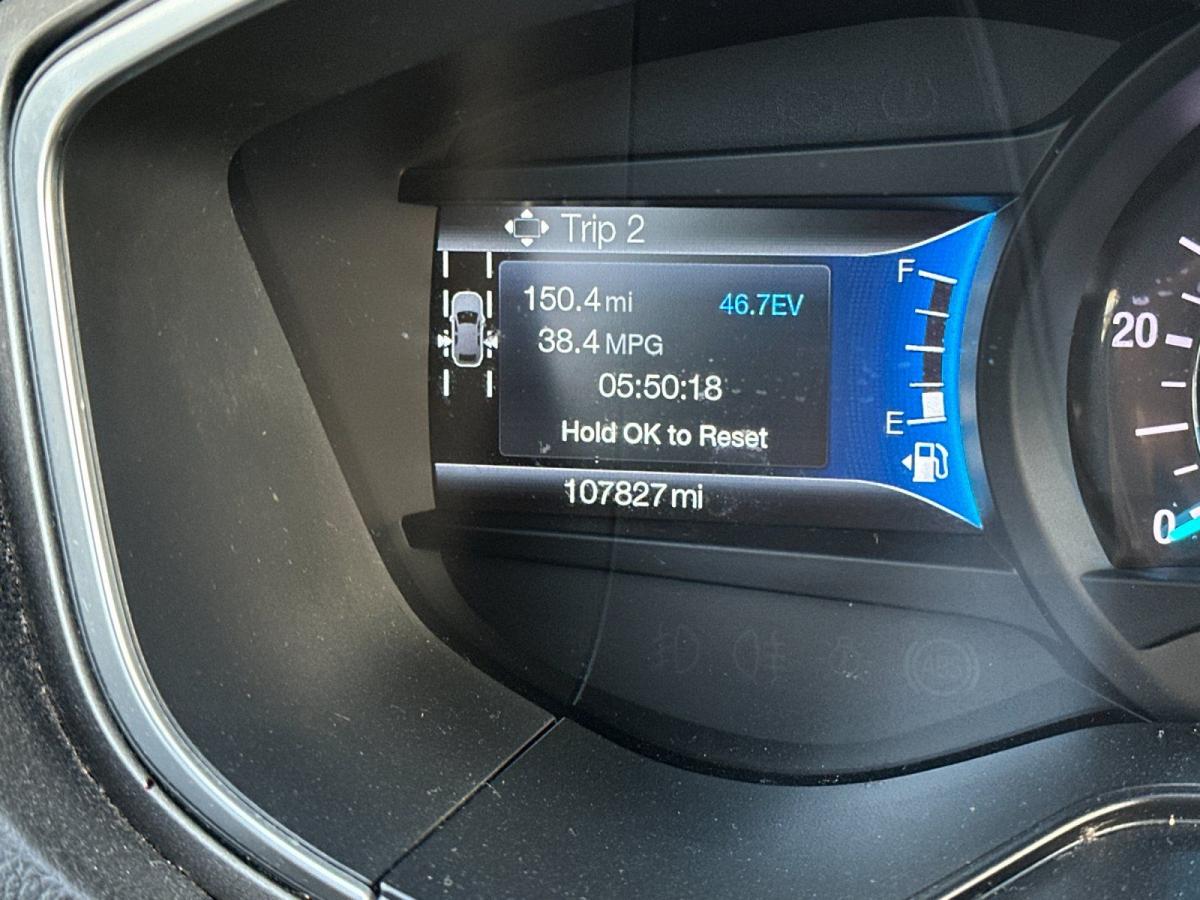 Trip 2
150.4 mi 46.7EV
38.4 MPG
05:50:18
Hold OK to Reset
107827 mi
F
E
20
0
ABS